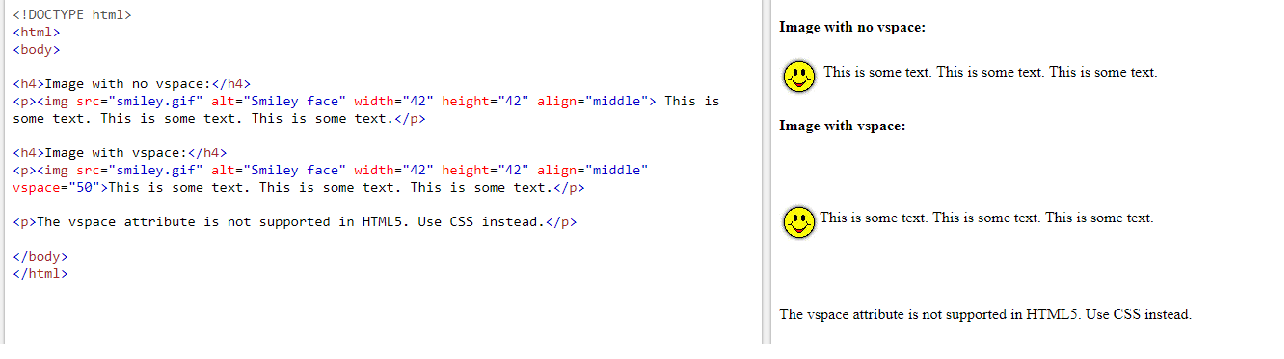 <!DOCTYPE html>
<html>
<body>
<h4>Image with no vspace:</h4>
<p><img src="smiley.gif" alt="Smiley face" width="42" height="42" align="middle"> This is
some text. This is some text. This is some text.</p>
<h4>Image with vspace:</h4>
<p><img src="smiley.gif" alt="Smiley face" width="42" height="42" align="middle"
vspace="50">This is some text. This is some text. This is some text.</p>
<p>The vspace attribute is not supported in HTML5. Use CSS instead.</p>
</body>
</html>
Image with no vspace:
This is some text. This is some text. This is some text.
Image with vspace:
This is some text. This is some text. This is some text.
The vspace attribute is not supported in HTML5. Use CSS instead.